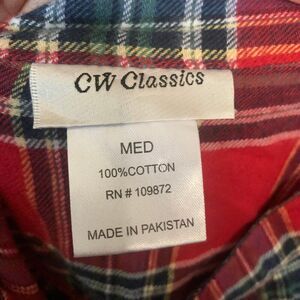 CW Classics
MED
100%COTTON
RN # 109872
MADE IN PAKISTAN